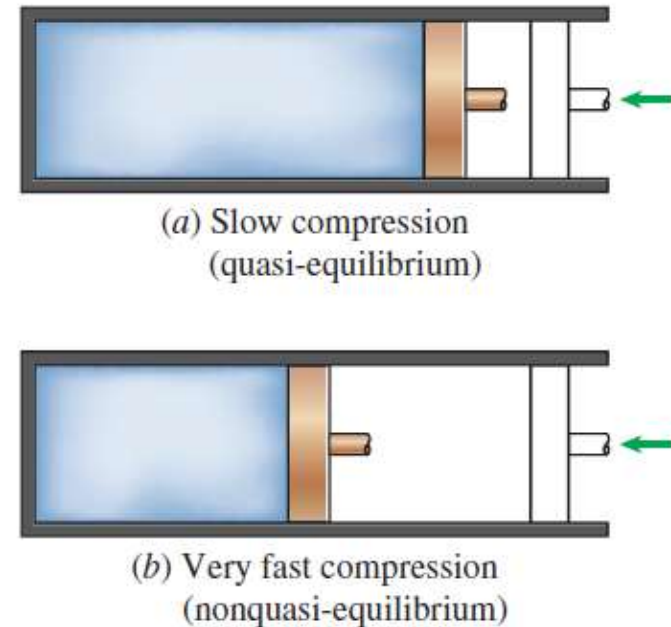 (a) Slow compression
(quasi-equilibrium)
(b) Very fast compression
(nonquasi-equilibrium)